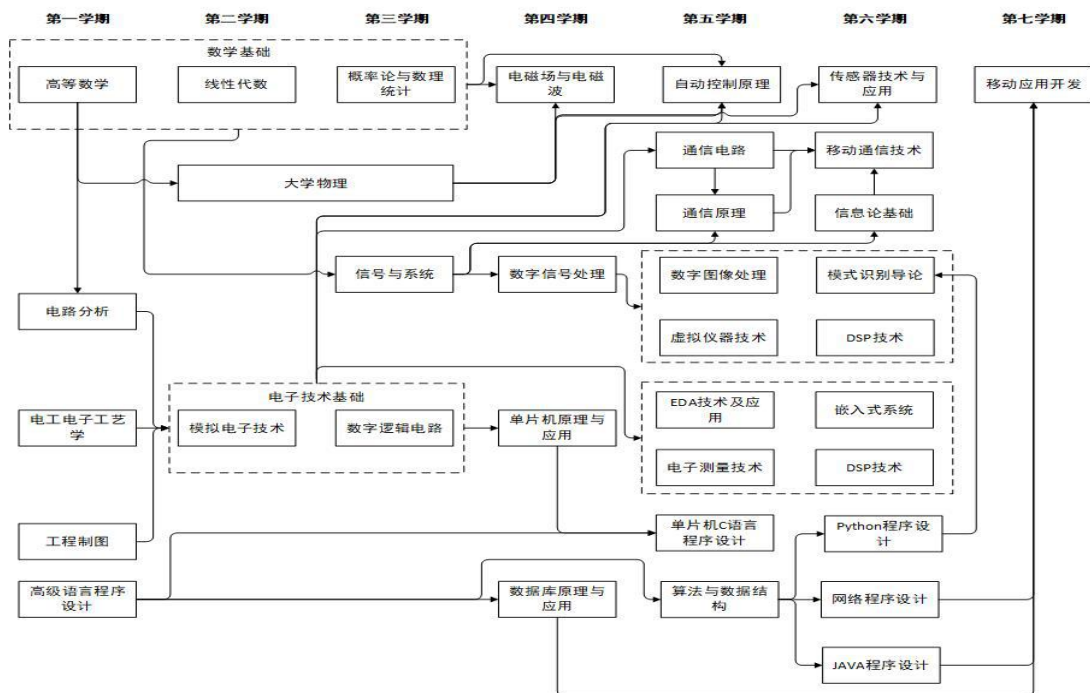 第一学期
第二学期
第三学期
第四学期
第五学期
第六学期
第七学期
数学基础
高等数学
线性代数
概率论与数理
统计
电磁场与电磁
波
自动控制原理
传感器技术与
应用
移动应用开发
通信电路
移动通信技术
大学物理
通信原理
信息论基础
信号与系统
数字信号处理
数字图像处理
模式识别导论
电路分析
虚拟仪器技术
DSP技术
电子技术基础
电工电子工艺
学
模拟电子技术
数字逻辑电路
单片机原理与
应用
EDA技术及应
用
嵌入式系统
电子测量技术
DSP技术
工程制图
单片机C语言
程序设计
Python程序设
计
高级语言程序
设计
数据库原理与
应用
算法与数据结
构
网络程序设计
JAVA程序设计